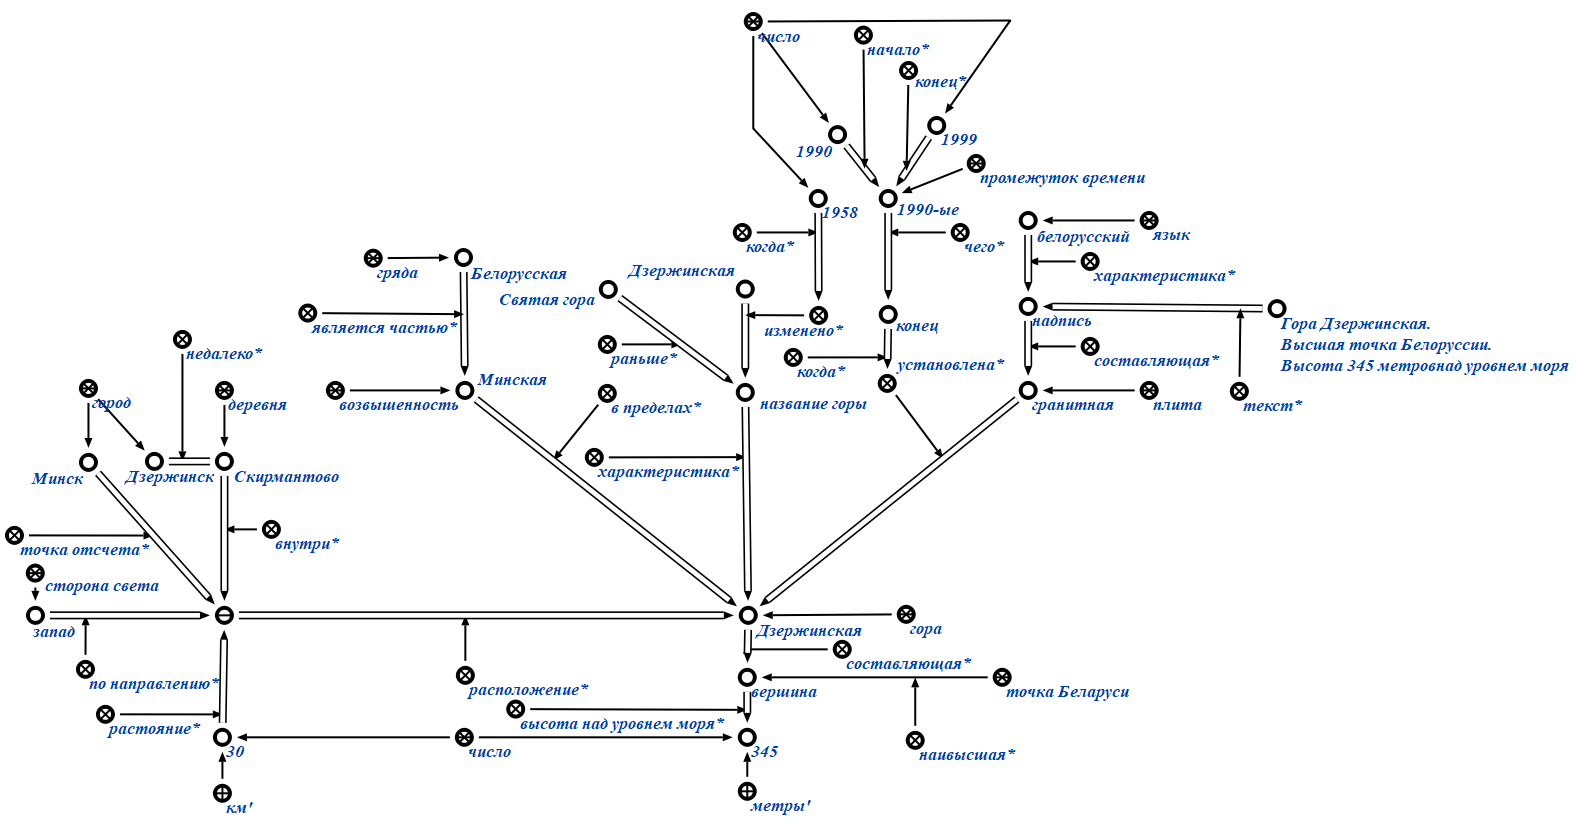 число
начало*
конец*
1990
1999
промежуток времени
1958
1990-ые
когда*
чего*
белорусский
язык
гряда
Белорусская
Дзержинская
Святая гора
характеристика*
является частью*
изменено*
конец
надпись
Гора Дзержинская.
Высшая точка Белоруссии.
Высота 345 метровнад уровнем моря
недалеко*
раньше*
когда*
установлена*
составляющая*
город
деревня
возвышенность
Минская
в пределах*
название горы
гранитная
плита
текст*
Минск
Дзержинск
Скирмантово
характеристика*
точка отсчета*
внутри*
сторона света
запад
Дзержинская
гора
по направлению*
расположение*
составляющая*
вершина
точка Беларуси
растояние*
высота над уровнем моря*
30
число
345
наивысшая*
км'
метры'